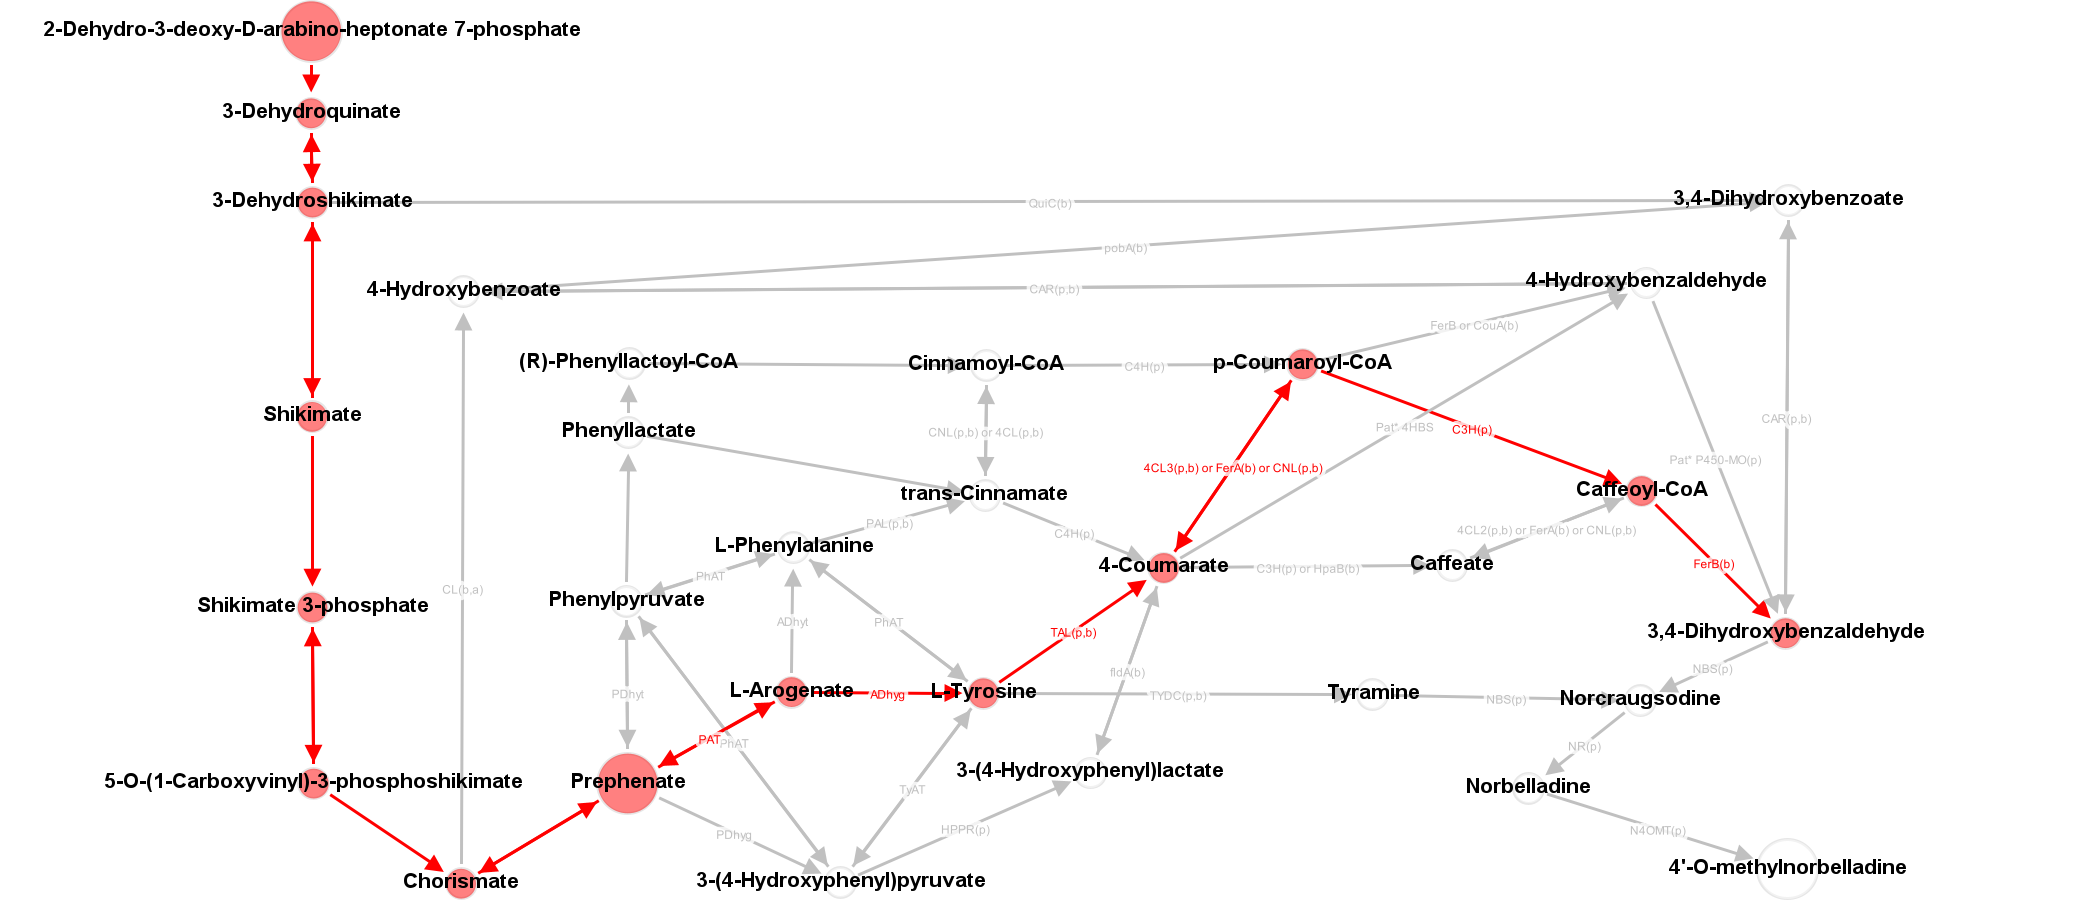 2-Dehydro-3-deoxy-D-arabino-heptonate 7-phosphate
3-Dehydroquinate
3-Dehydroshikimate
QuiC(b)
3,4-Dihydroxybenzoate
pobA(b)
4-Hydroxybenzoate
CAR(p,b)
4-Hydroxybenzaldehyde
FerB or CouA(b)
(R)-Phenyllactoyl-CoA
Cinnamoyl-CoA
C4H(p)
p-Coumaroyl-CoA
Shikimate
Phenyllactate
CNL(p,b) or 4CL(p,b)
Pat* 4HBS
C3H(p)
CAR(p,b)
4CL3(p,b) or FerA(b) or CNL(p,b)
Pat* P450-MO(p)
trans-Cinnamate
Caffeoyl-CoA
PAL(p,b)
C4H(p)
4CL2(p,b) or FerA(b) or CNL(p,b)
L-Phenylalanine
PhAT
4-Coumarate
C3H(p) or HpaB(b)
Caffeate
FerB(b)
CL(b,a)
Shikimate 3-phosphate
Phenylpyruvate
ADhyt
PhAT
TAL(p,b)
3,4-Dihydroxybenzaldehyde
fldA(b)
NBS(p)
PDhyt
L-Arogenate
ADhyg
L-Tyrosine
TYDC(p,b)
Tyramine
NBS(p)
Norcraugsodine
PAT
PhAT
NR(p)
5-O-(1-Carboxyvinyl)-3-phosphoshikimate
Prephenate
TyAT
3-(4-Hydroxyphenyl)lactate
Norbelladine
PDhyg
HPPR(p)
N4OMT(p)
Chorismate
3-(4-Hydroxyphenyl)pyruvate
4'-O-methylnorbelladine